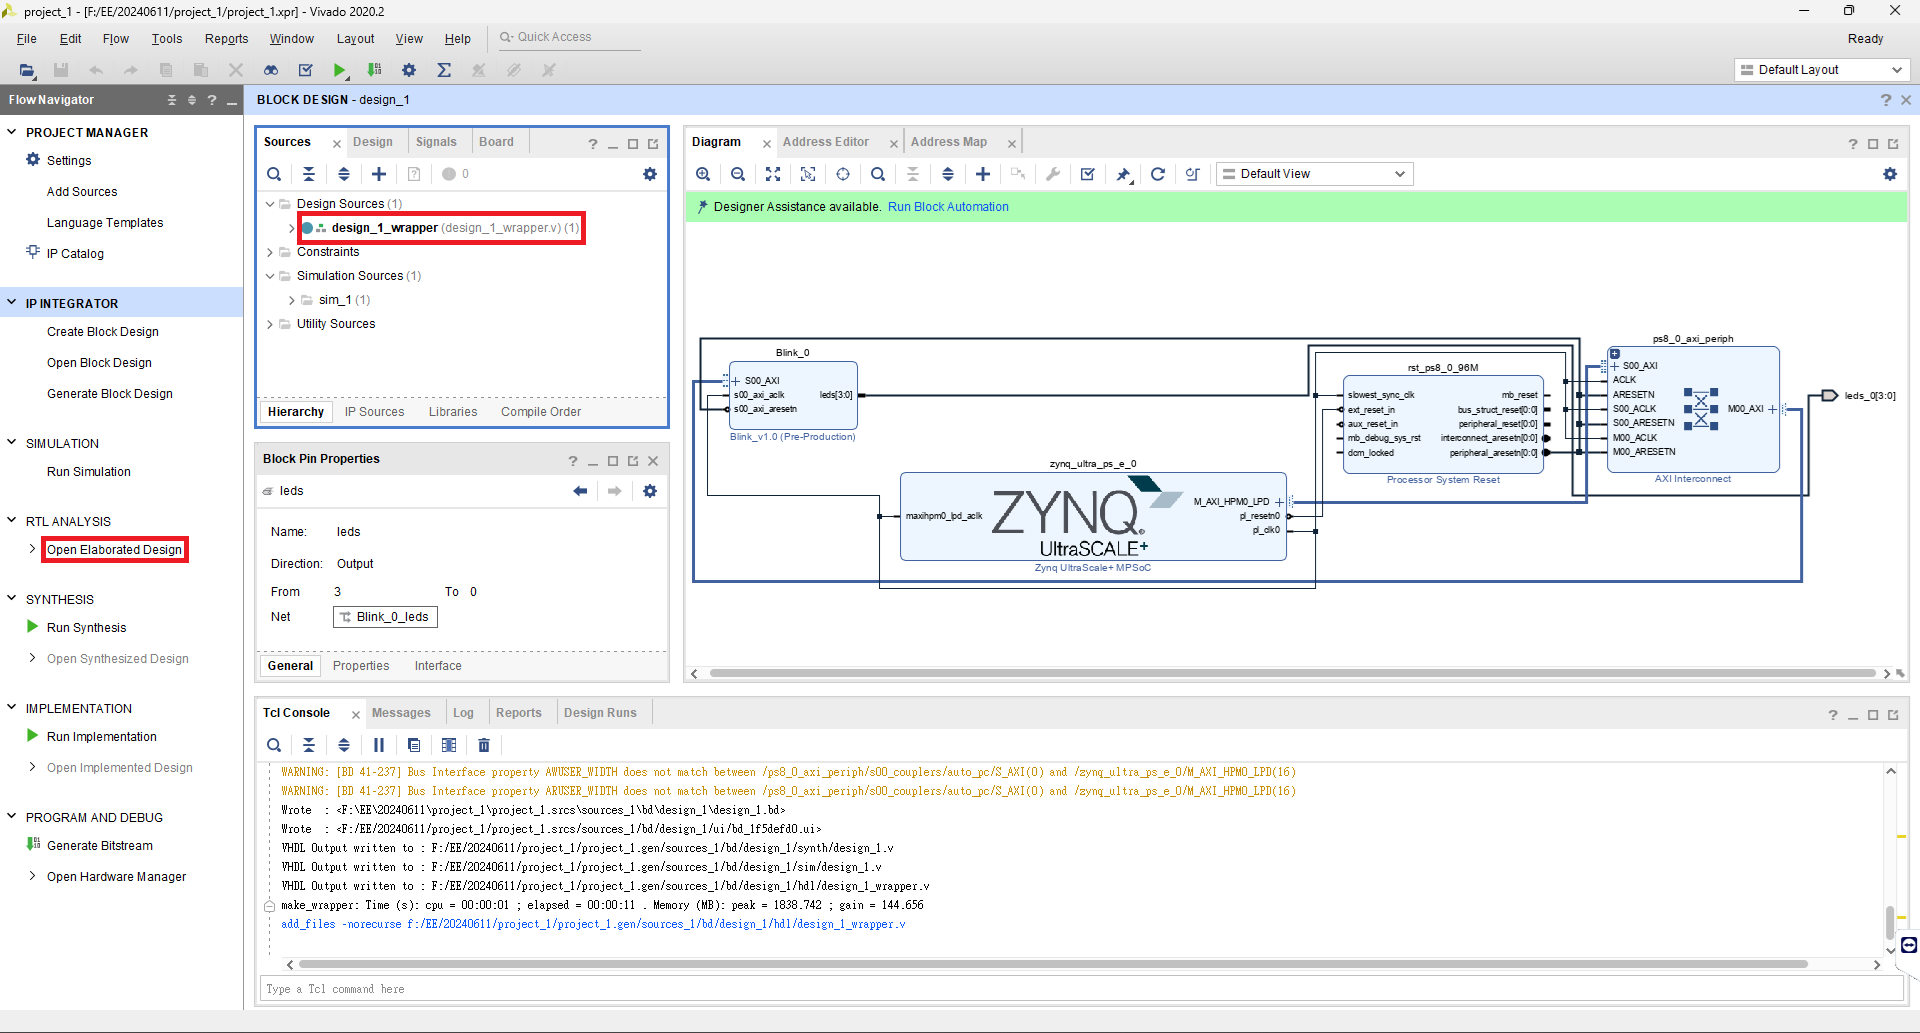 project_1 - [F:/EE/20240611/project_1/project_1.xpr] - Vivado 2020.2
File Edit Flow Tools Reports Window Layout View Help
Quick Access
Ready
Default Layout
Flow Navigator
PROJECT MANAGER
Settings
Add Sources
Language Templates
IP Catalog
IP INTEGRATOR
Create Block Design
Open Block Design
Generate Block Design
SIMULATION
Run Simulation
RTL ANALYSIS
Open Elaborated Design
SYNTHESIS
Run Synthesis
Open Synthesized Design
IMPLEMENTATION
Run Implementation
Open Implemented Design
PROGRAM AND DEBUG
Generate Bitstream
Open Hardware Manager
BLOCK DESIGN - design_1
Sources Design Signals Board
0
Design Sources (1)
design_1_wrapper (design_1_wrapper.v) (1)
Constraints
Simulation Sources (1)
sim_1 (1)
Utility Sources
Hierarchy IP Sources Libraries Compile Order
Block Pin Properties
leds
Name: leds
Direction: Output
From 3 To 0
Net Blink_0_leds
General Properties Interface
Diagram Address Editor Address Map
Default View
Designer Assistance available. Run Block Automation
Blink_0
S00_AXI
s00_axi_aclk
s00_axi_aresetn
leds[3:0]
Blink_v1.0 (Pre-Production)
zynq_ultra_ps_e_0
maxihpm0_lpd_aclk
ZYNQ
UltraSCALE+
M_AXI_HPM0_LPD
pl_resetn0
pl_clk0
Zynq UltraScale+ MPSoC
rst_ps8_0_96M
slowest_sync_clk
ext_reset_in
aux_reset_in
mb_debug_sys_rst
dcm_locked
mb_reset
bus_struct_reset[0:0]
peripheral_reset[0:0]
interconnect_aresetn[0:0]
peripheral_aresetn[0:0]
Processor System Reset
ps8_0_axi_periph
S00_AXI
ACLK
ARESETN
S00_ACLK
S00_ARESETN
M00_ACLK
M00_ARESETN
M00_AXI
AXI Interconnect
leds_0[3:0]
Tcl Console Messages Log Reports Design Runs
WARNING: [BD 41-237] Bus Interface property AWUSER_WIDTH does not match between /ps8_0_axi_periph/s00_couplers/auto_pc/S_AXI(0) and /zynq_ultra_ps_e_0/M_AXI_HPM0_LPD(16)
WARNING: [BD 41-237] Bus Interface property ARUSER_WIDTH does not match between /ps8_0_axi_periph/s00_couplers/auto_pc/S_AXI(0) and /zynq_ultra_ps_e_0/M_AXI_HPM0_LPD(16)
Wrote : <F:\EE\20240611\project_1\project_1.srcs\sources_1\bd\design_1\design_1.bd>
Wrote : <F:/EE/20240611/project_1/project_1.srcs/sources_1/bd/design_1/ui/bd_1f5defd0.ui>
VHDL Output written to : F:/EE/20240611/project_1/project_1.gen/sources_1/bd/design_1/synth/design_1.v
VHDL Output written to : F:/EE/20240611/project_1/project_1.gen/sources_1/bd/design_1/sim/design_1.v
VHDL Output written to : F:/EE/20240611/project_1/project_1.gen/sources_1/bd/design_1/hdl/design_1_wrapper.v
make_wrapper: Time (s): cpu = 00:00:01 ; elapsed = 00:00:11 . Memory (MB): peak = 1838.742 ; gain = 144.656
add_files -norecurse f:/EE/20240611/project_1/project_1.gen/sources_1/bd/design_1/hdl/design_1_wrapper.v
Type a Tcl command here